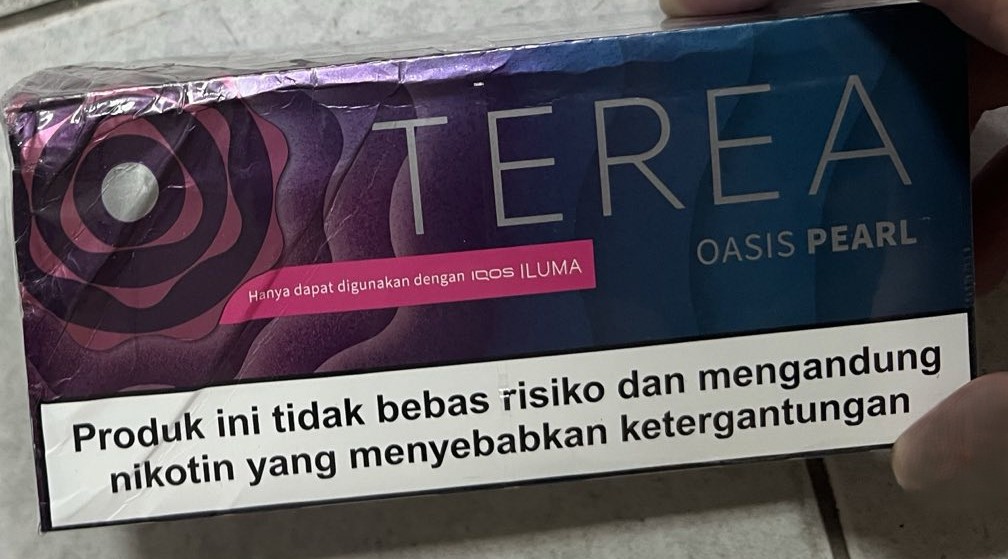 TEREA
OASIS PEARL
Hanya dapat digunakan dengan IQOS ILUMA
Produk ini tidak bebas risiko dan mengandung
nikotin yang menyebabkan ketergantungan